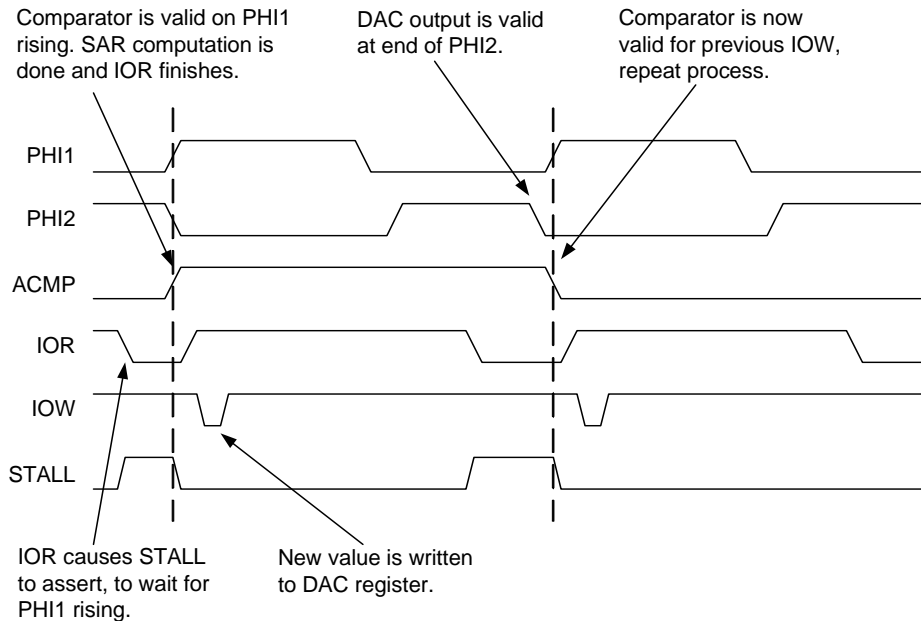 Comparator is valid on PHI1
rising. SAR computation is
done and IOR finishes.
DAC output is valid
at end of PHI2.
Comparator is now
valid for previous IOW,
repeat process.
PHI1
PHI2
ACMP
IOR
IOW
STALL
IOR causes STALL
to assert, to wait for
PHI1 rising.
New value is written
to DAC register.